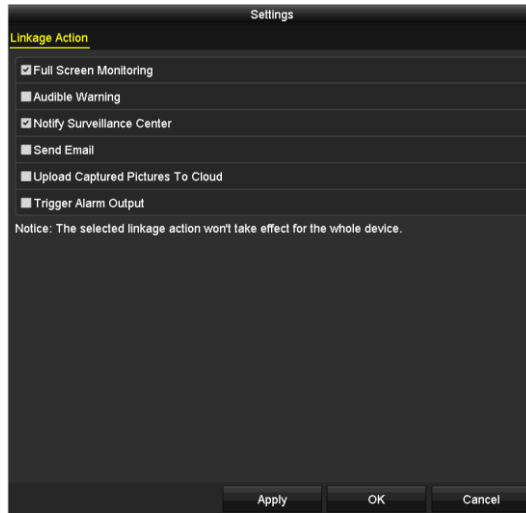 Settings
Linkage Action
Full Screen Monitoring
Audible Warning
Notify Surveillance Center
Send Email
Upload Captured Pictures To Cloud
Trigger Alarm Output
Notice: The selected linkage action won't take effect for the whole device.
Apply OK Cancel